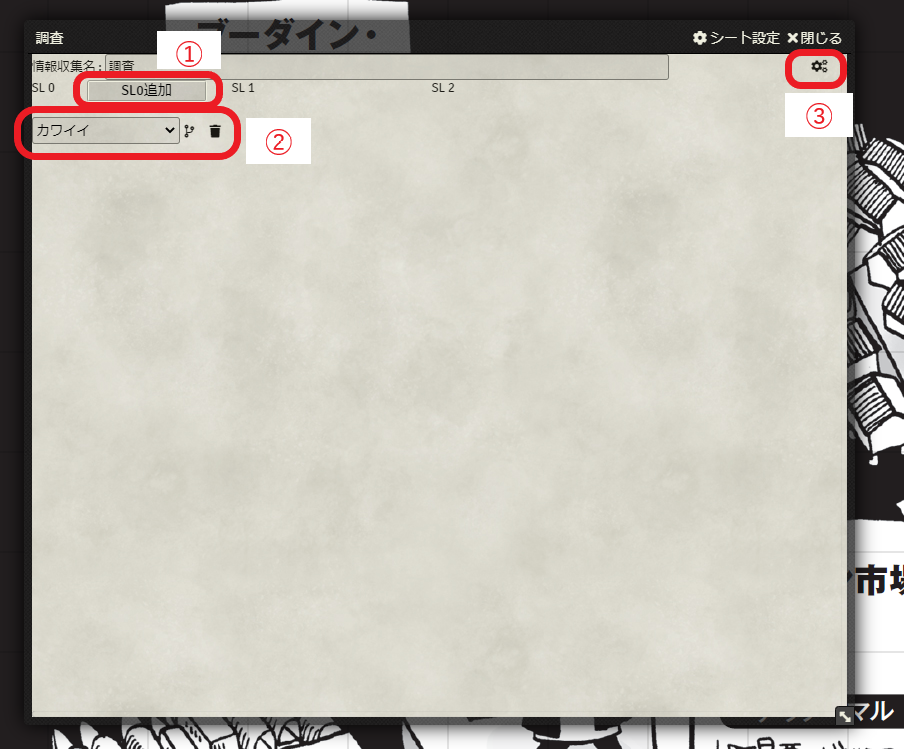 ブーダイン・
調査
シート設定
閉じる
①
情報収集名: 調査
SL 0
SL0追加
SL 1
SL 2
③
カワイイ
②
市場
マル